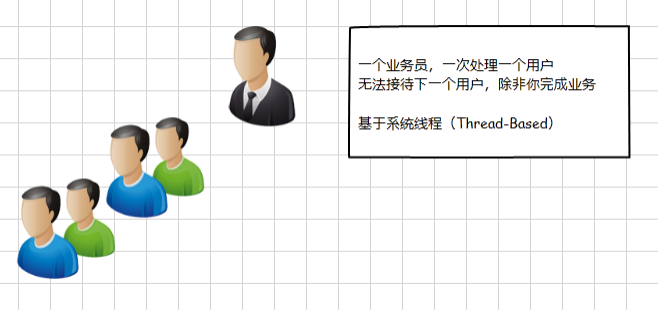 一个业务员，一次处理一个用户
无法接待下一个用户，除非你完成业务
基于系统线程（Thread-Based）